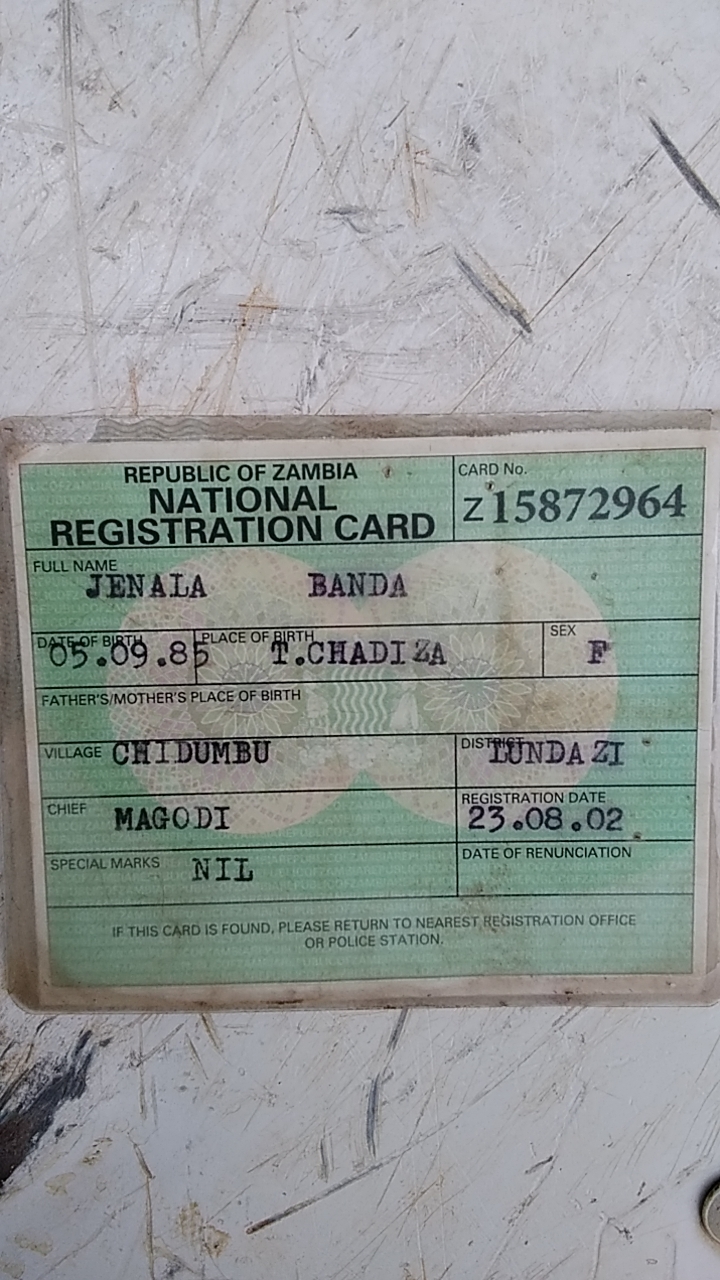 REPUBLIC OF ZAMBIA
NATIONAL
REGISTRATION CARD
CARD No.
Z 15872964
FULL NAME
JENALA BANDA
DATE OF BIRTH
05.09.85
PLACE OF BIRTH
T.CHADIZA
SEX
F
FATHER'S/MOTHER'S PLACE OF BIRTH
VILLAGE CHIDUMBU
DISTRICT
LUNDAZI
CHIEF MAGODI
REGISTRATION DATE
23.08.02
SPECIAL MARKS NIL
DATE OF RENUNCIATION
IF THIS CARD IS FOUND, PLEASE RETURN TO NEAREST REGISTRATION OFFICE
OR POLICE STATION.